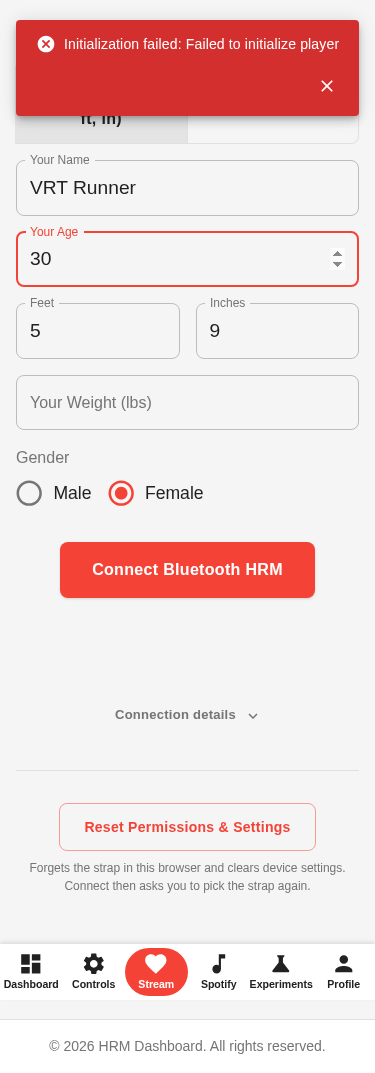 Initialization failed: Failed to initialize player
ft, in)
Your Name
VRT Runner
Your Age
30
Feet
Inches
5
9
Your Weight (lbs)
Gender
Male
Female
Connect Bluetooth HRM
Connection details
Reset Permissions & Settings
Forgets the strap in this browser and clears device settings.
Connect then asks you to pick the strap again.
Dashboard
Controls
Stream
Spotify
Experiments
Profile
© 2026 HRM Dashboard. All rights reserved.